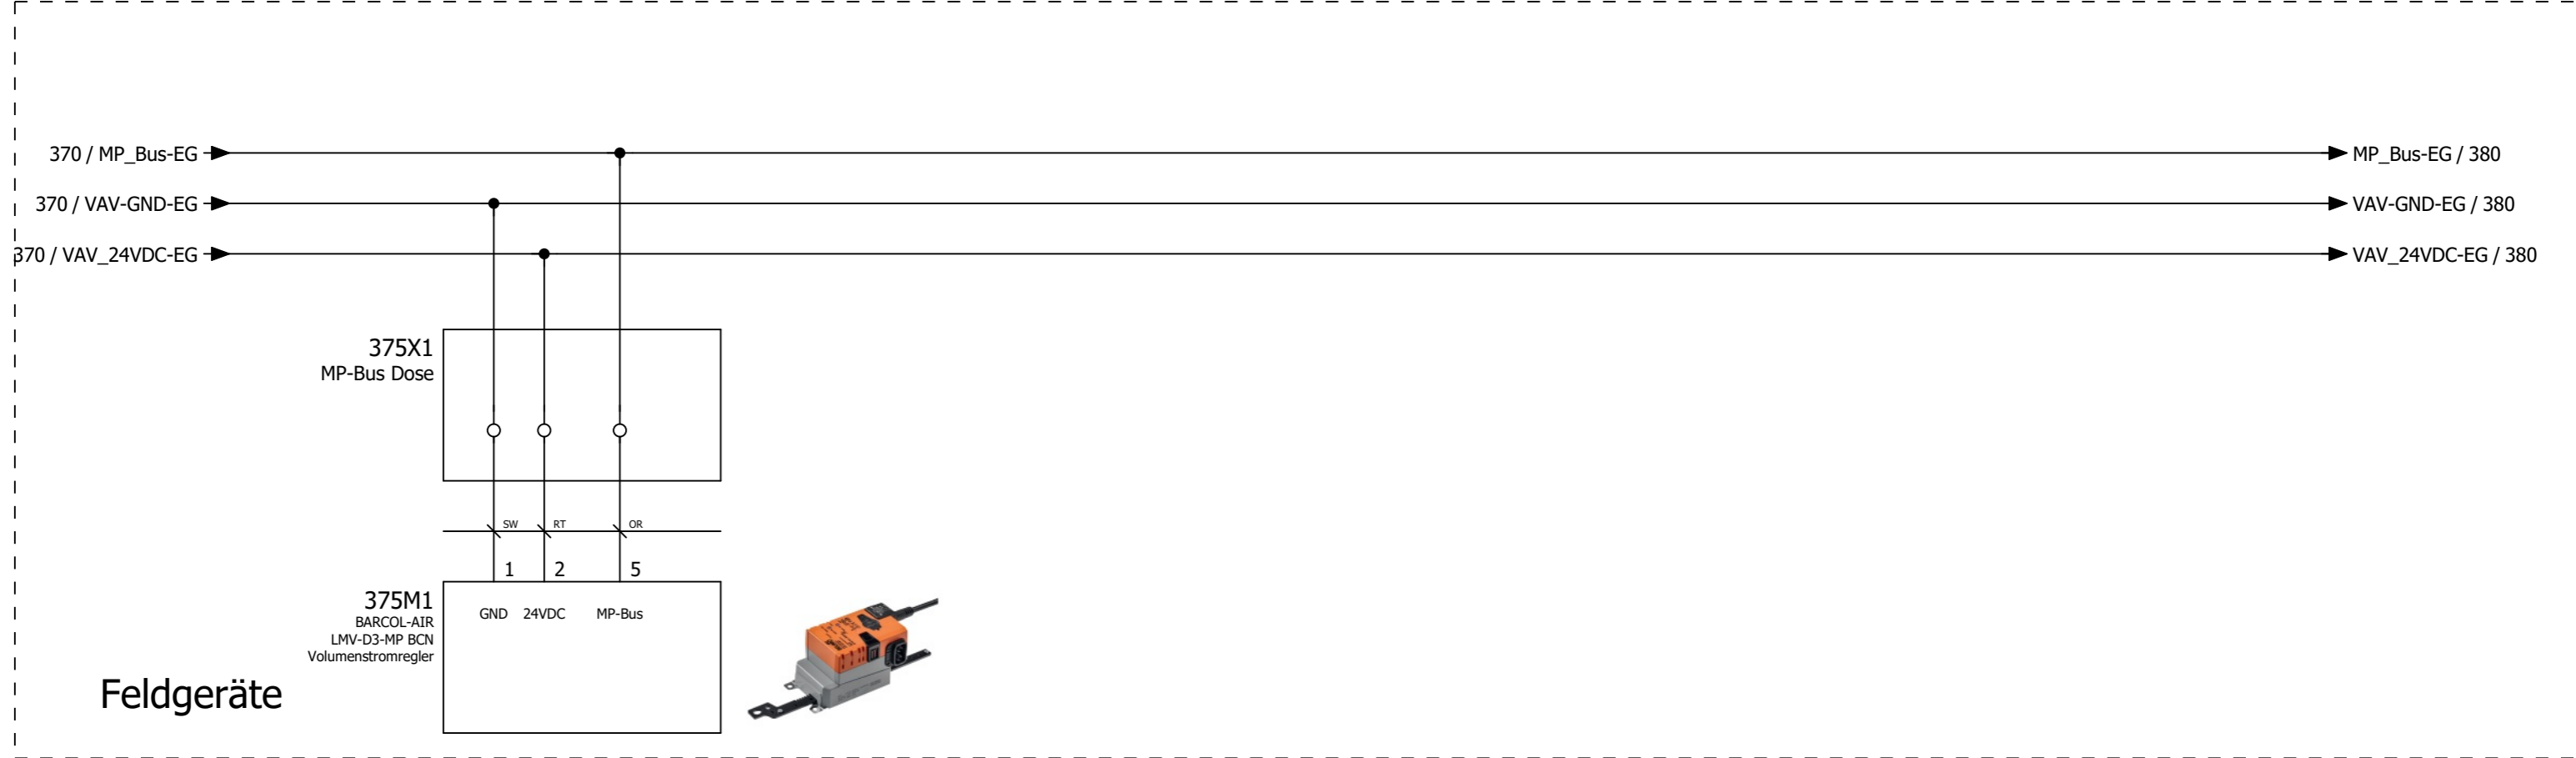 370 / MP_Bus-EG
MP_Bus-EG / 380
370 / VAV-GND-EG
VAV-GND-EG / 380
370 / VAV_24VDC-EG
VAV_24VDC-EG / 380
375X1
MP-Bus Dose
SW RT OR
1 2 5
375M1
BARCOL-AIR
LMV-D3-MP BCN
Volumenstromregler
GND 24VDC MP-Bus
Feldgeräte